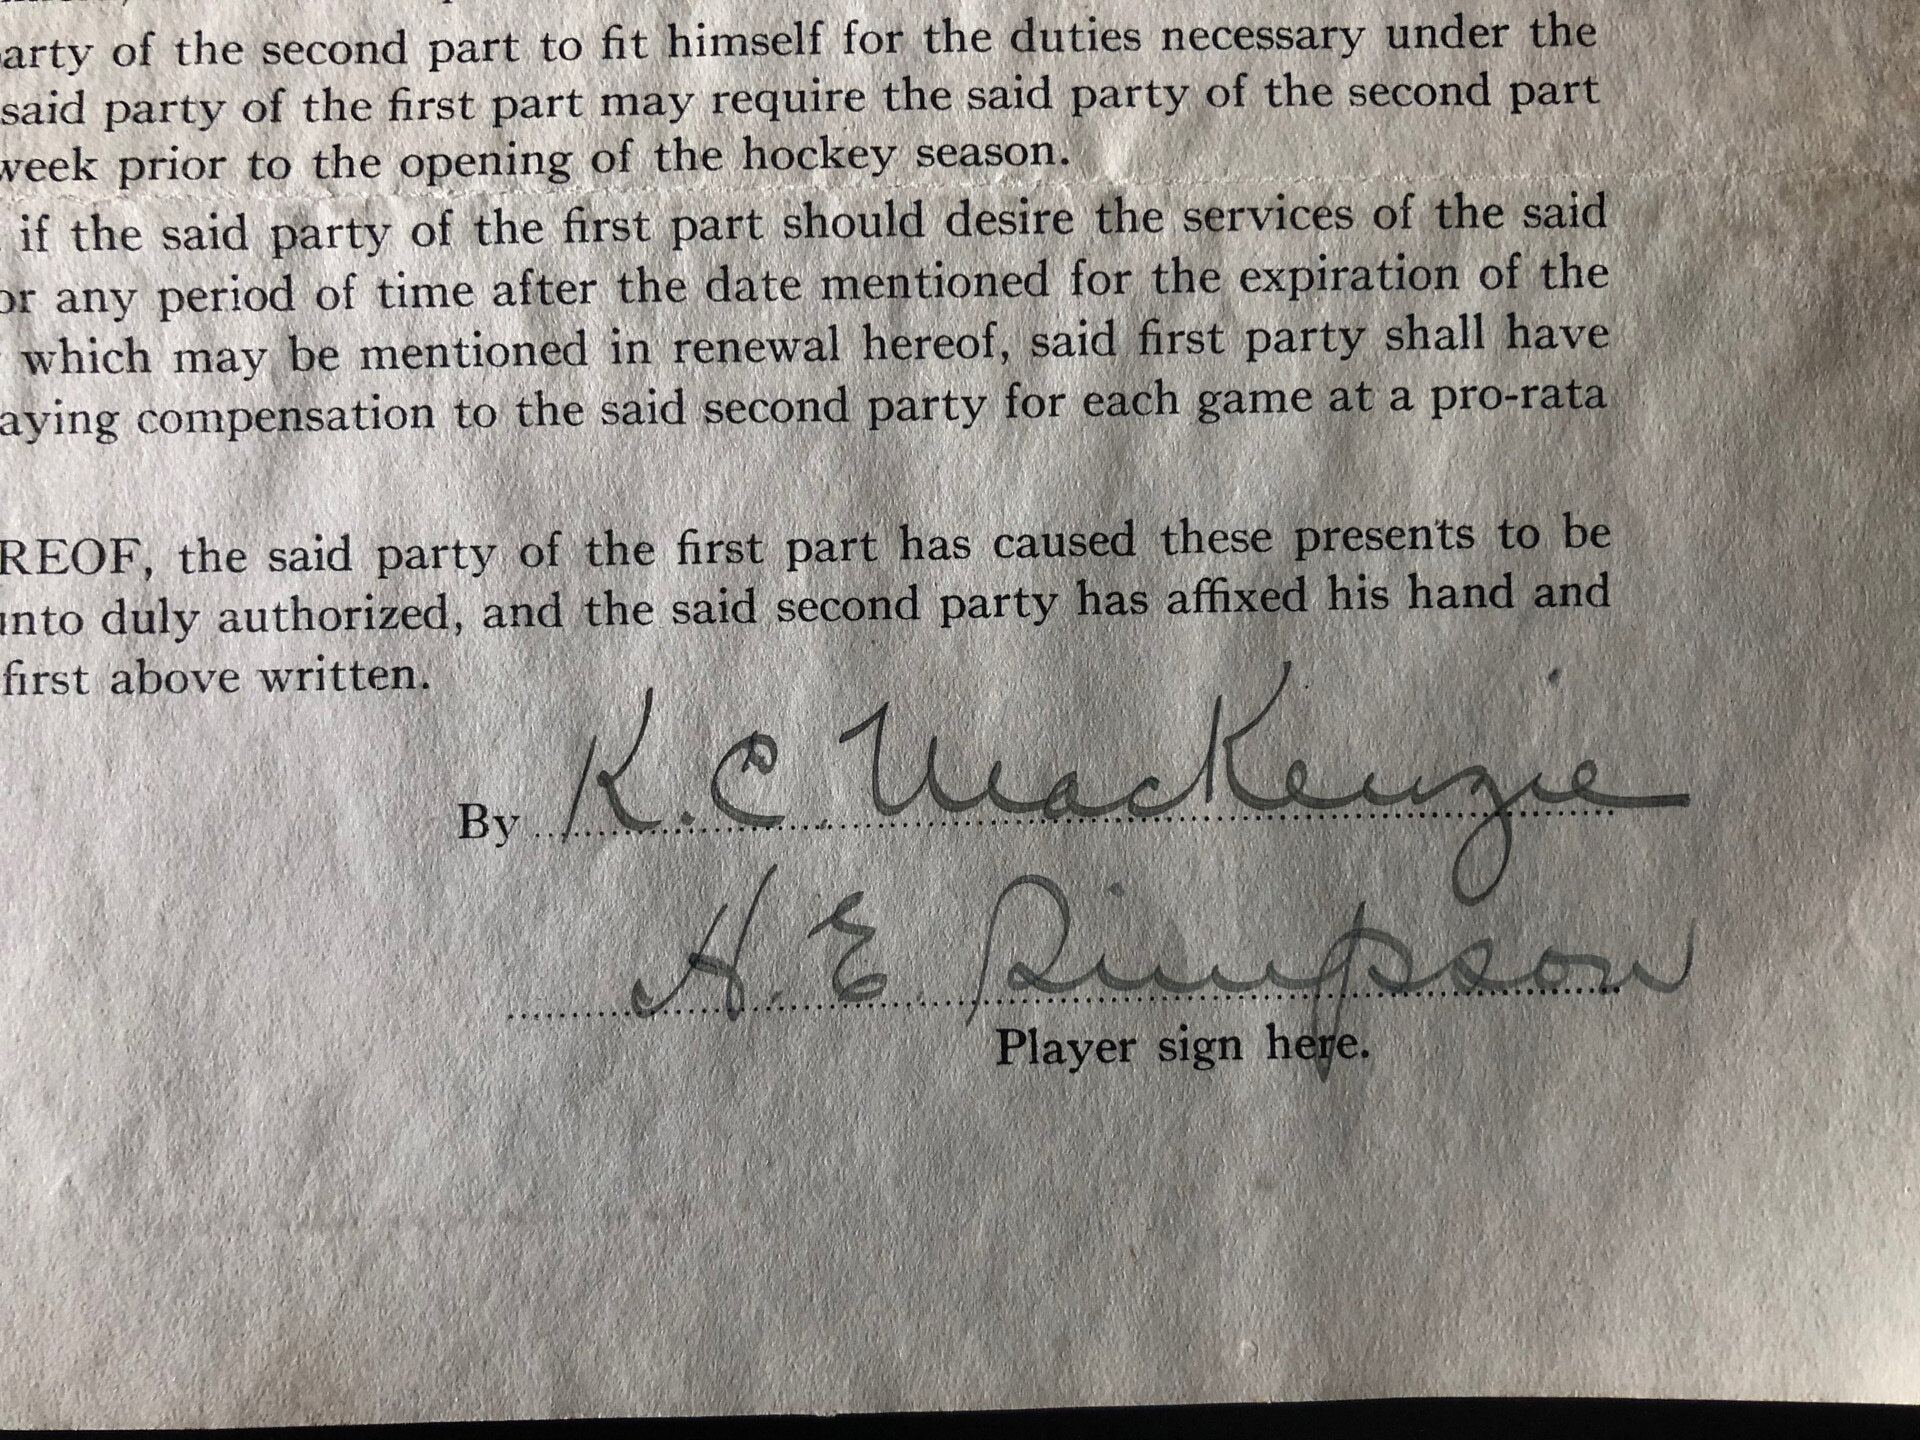 arty of the second part to fit himself for the duties necessary under the
said party of the first part may require the said party of the second part
week prior to the opening of the hockey season.
if the said party of the first part should desire the services of the said
or any period of time after the date mentioned for the expiration of the
which may be mentioned in renewal hereof, said first party shall have
aying compensation to the said second party for each game at a pro-rata
REOF, the said party of the first part has caused these presents to be
unto duly authorized, and the said second party has affixed his hand and
first above written.
By K. C. MacKenzie
H. E. Simpson
Player sign here.